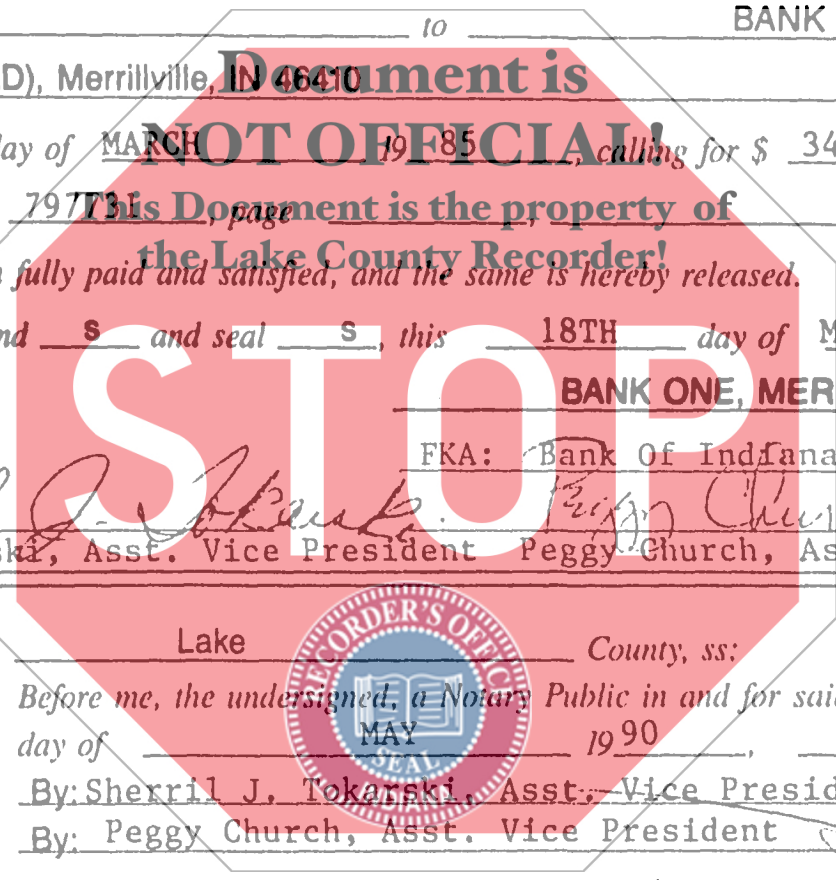 to BANK
D), Merrillville, IN 46410
Document is
day of MARCH 19 85, calling for $ 34
NOT OFFICIAL!
797731, page ,
This Document is the property of
the Lake County Recorder!
fully paid and satisfied, and the same is hereby released.
nd S and seal S, this 18TH day of M
STOP
BANK ONE, MER
FKA: Bank Of Indiana
ski, Asst. Vice President Peggy Church, As
Lake County, ss:
RECORDER'S OFFIC
Before me, the undersigned, a Notary Public in and for sai
day of MAY 19 90,
SEAL
INDIANA
By: Sherril J. Tokarski, Asst. Vice Presid
By: Peggy Church, Asst. Vice President